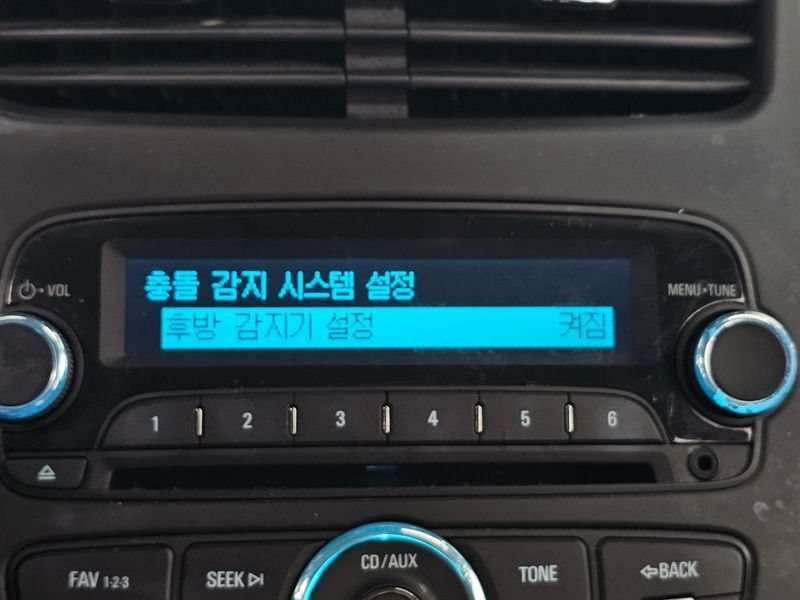 충돌 감지 시스템 설정
후방 감지기 설정 켜짐
VOL
MENU•TUNE
1 2 3 4 5 6
CD/AUX
FAV 1-2-3 SEEK TONE BACK